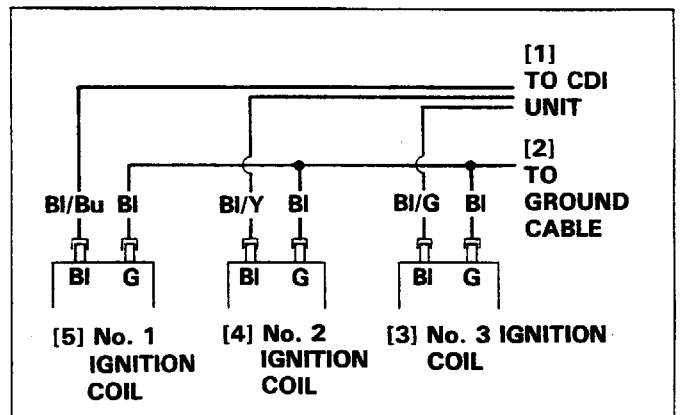 [1]
TO CDI
UNIT
[2]
TO
GROUND
CABLE
Bl/Bu Bl Bl/Y Bl Bl/G Bl
Bl G Bl G Bl G
[5] No. 1
IGNITION
COIL
[4] No. 2
IGNITION
COIL
[3] No. 3 IGNITION
COIL